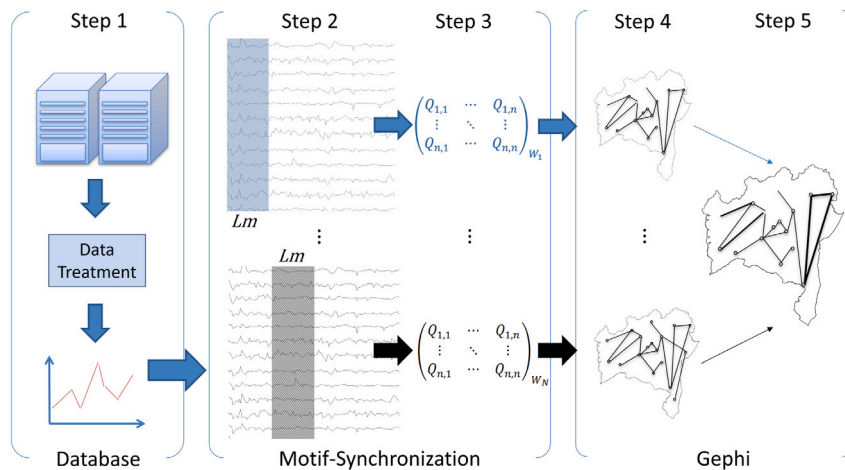 Step 1
Step 2
Step 3
Step 4
Step 5
Data
Treatment
Lm
⋮
⋮
⋮
Lm
Q1,1 ⋯ Q1,n
⋮ ⋱ ⋮
Qn,1 ⋯ Qn,n
W1
Q1,1 ⋯ Q1,n
⋮ ⋱ ⋮
Qn,1 ⋯ Qn,n
WN
Database
Motif-Synchronization
Gephi